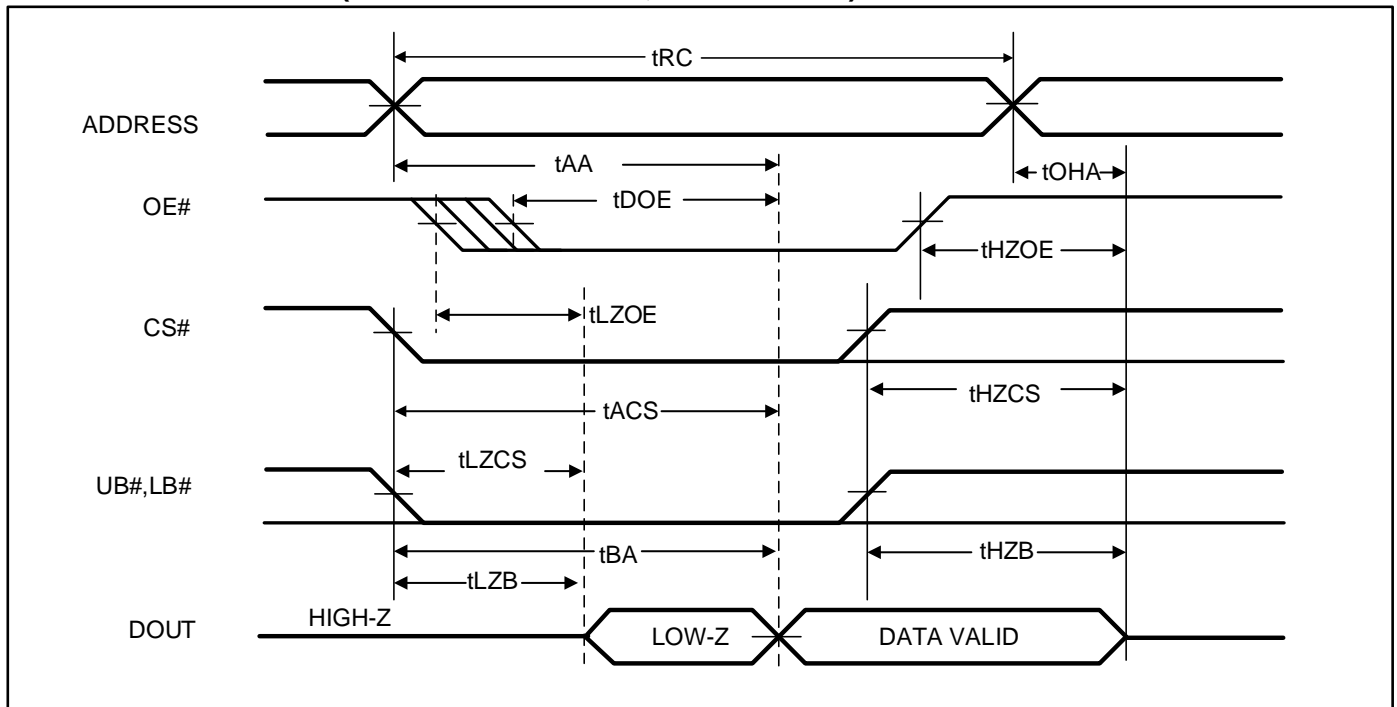 tRC
ADDRESS
tAA
tOHA
OE#
tDOE
tHZOE
tLZOE
CS#
tHZCS
tACS
tLZCS
UB#,LB#
tBA
tHZB
tLZB
HIGH-Z
DOUT
LOW-Z
DATA VALID